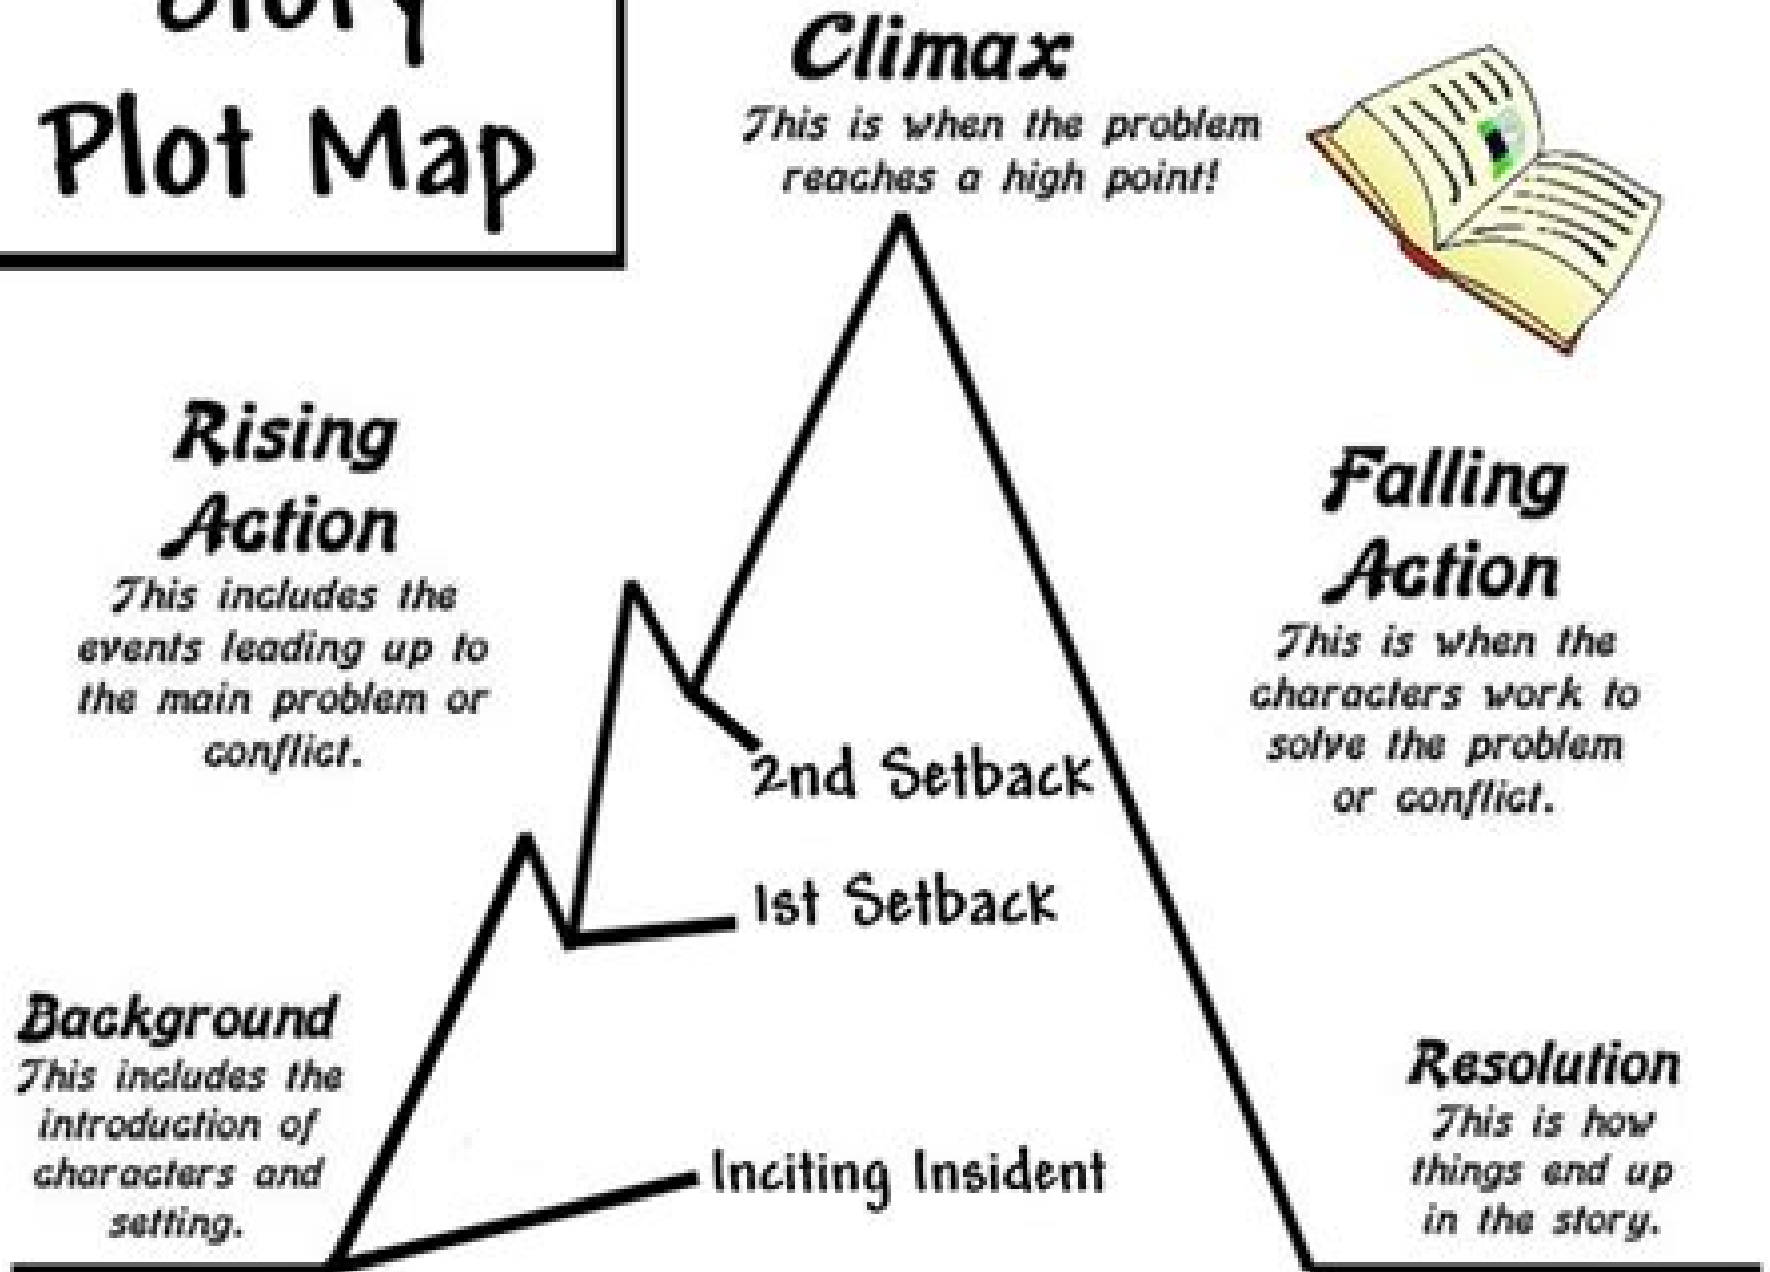 Story
Plot Map
Climax
This is when the problem
reaches a high point!
Rising
Action
This includes the
events leading up to
the main problem or
conflict.
Falling
Action
This is when the
characters work to
solve the problem
or conflict.
2nd Setback
1st Setback
Background
This includes the
introduction of
characters and
setting.
Inciting Insident
Resolution
This is how
things end up
in the story.